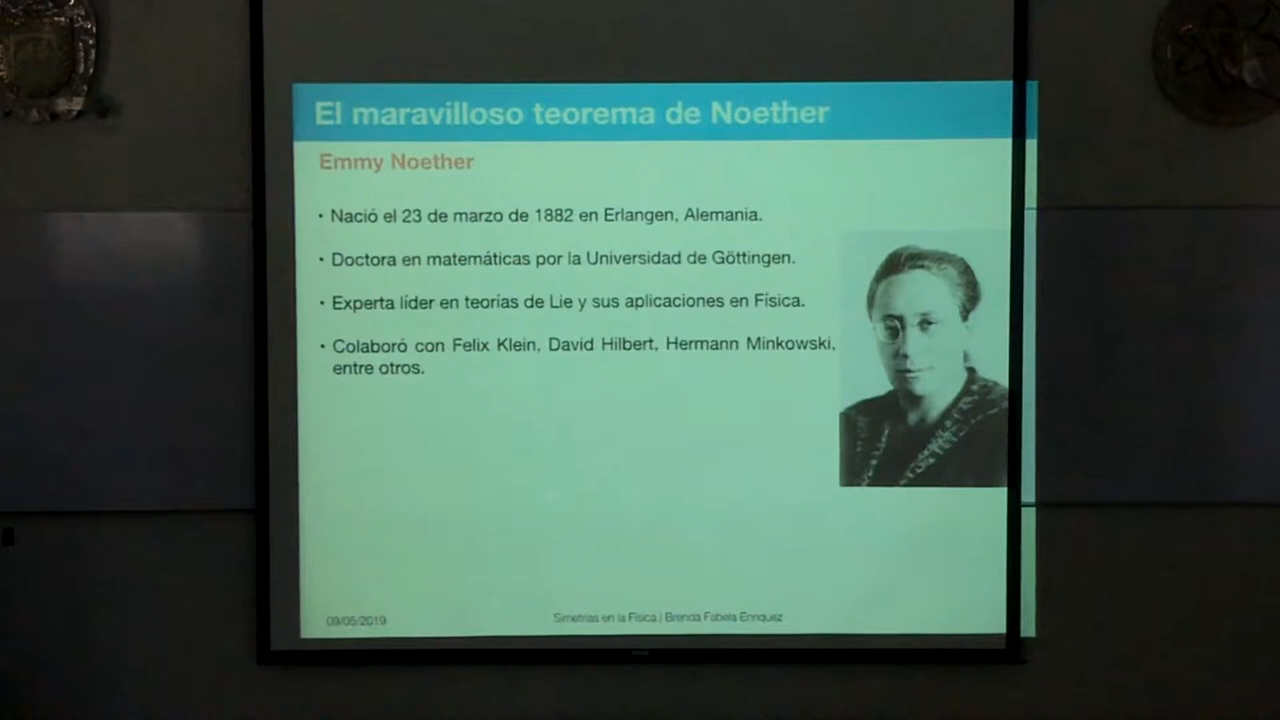 El maravilloso teorema de Noether
Emmy Noether
• Nació el 23 de marzo de 1882 en Erlangen, Alemania.
• Doctora en matemáticas por la Universidad de Göttingen.
• Experta líder en teorías de Lie y sus aplicaciones en Física.
• Colaboró con Felix Klein, David Hilbert, Hermann Minkowski,
entre otros.
09/05/2019
Simetrías en la Física | Brenda Fabela Enriquez